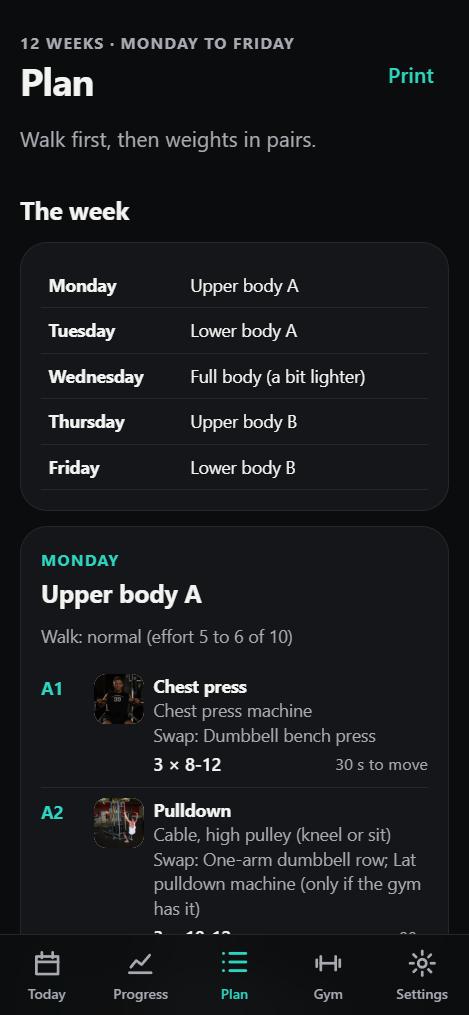 12 WEEKS · MONDAY TO FRIDAY
Plan
Print
Walk first, then weights in pairs.
The week
Monday Upper body A
Tuesday Lower body A
Wednesday Full body (a bit lighter)
Thursday Upper body B
Friday Lower body B
MONDAY
Upper body A
Walk: normal (effort 5 to 6 of 10)
A1 Chest press
Chest press machine
Swap: Dumbbell bench press
3 × 8-12 30 s to move
A2 Pulldown
Cable, high pulley (kneel or sit)
Swap: One-arm dumbbell row; Lat
pulldown machine (only if the gym
has it)
Today Progress Plan Gym Settings